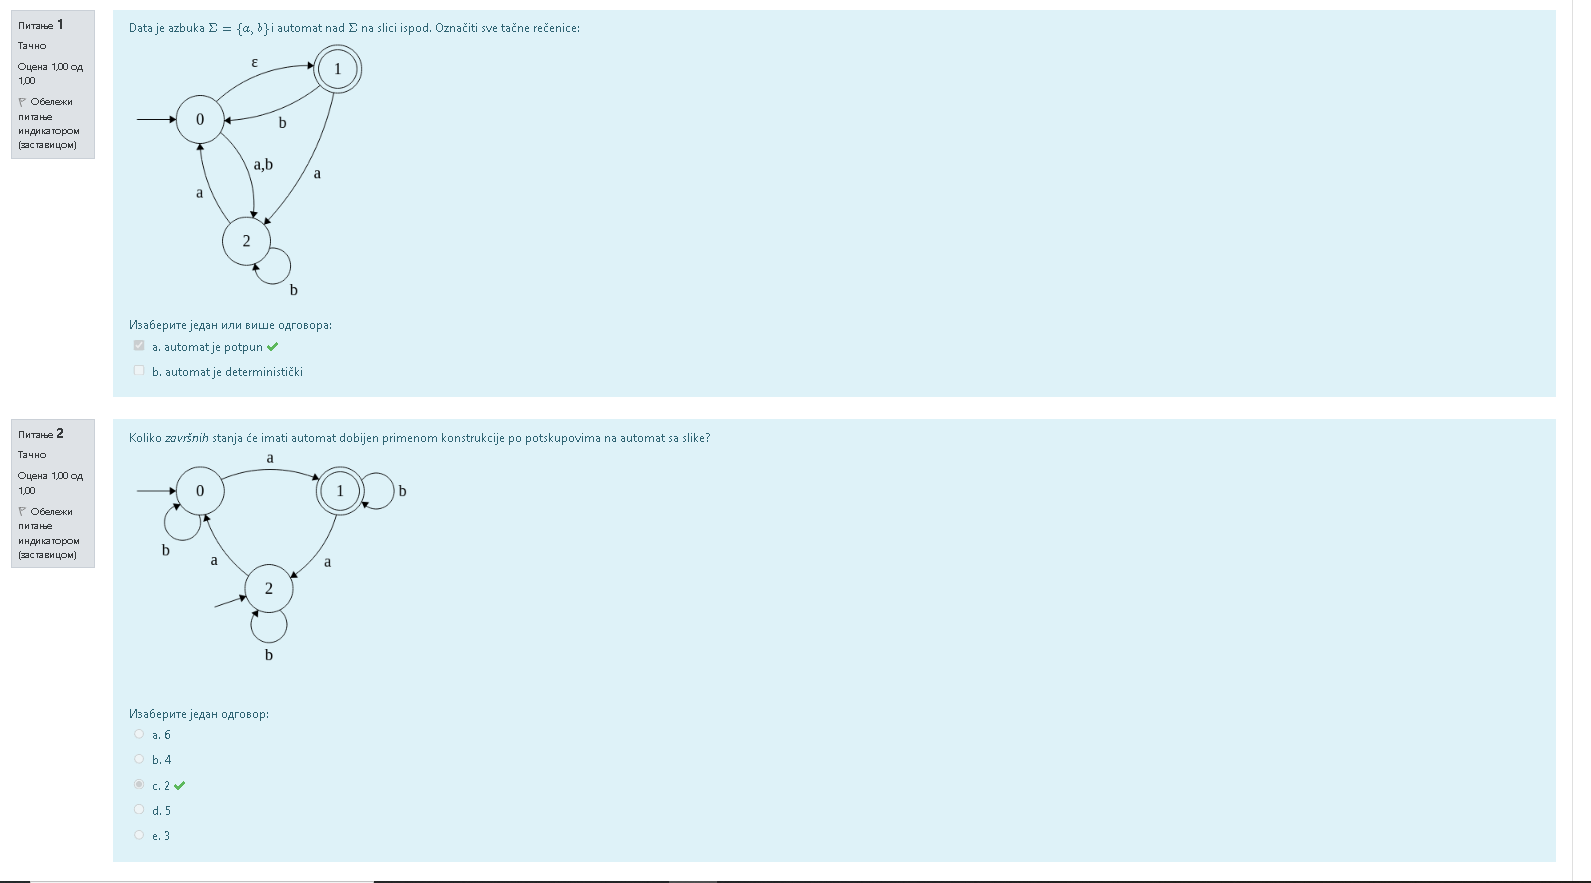 Питање 1
Тачно
Оцена 1,00 од
1,00
Обележи
питање
индикатором
(заставицом)
Data je azbuka Σ = {a, b} i automat nad Σ na slici ispod. Označiti sve tačne rečenice:
ε
1
0
b
a,b
a
a
2
b
Изаберите један или више одговора:
a. automat je potpun
b. automat je deterministički
Питање 2
Тачно
Оцена 1,00 од
1,00
Обележи
питање
индикатором
(заставицом)
Koliko završnih stanja će imati automat dobijen primenom konstrukcije po potskupovima na automat sa slike?
a
0
1
b
b
a
a
2
b
Изаберите један одговор:
a. 6
b. 4
c. 2
d. 5
e. 3